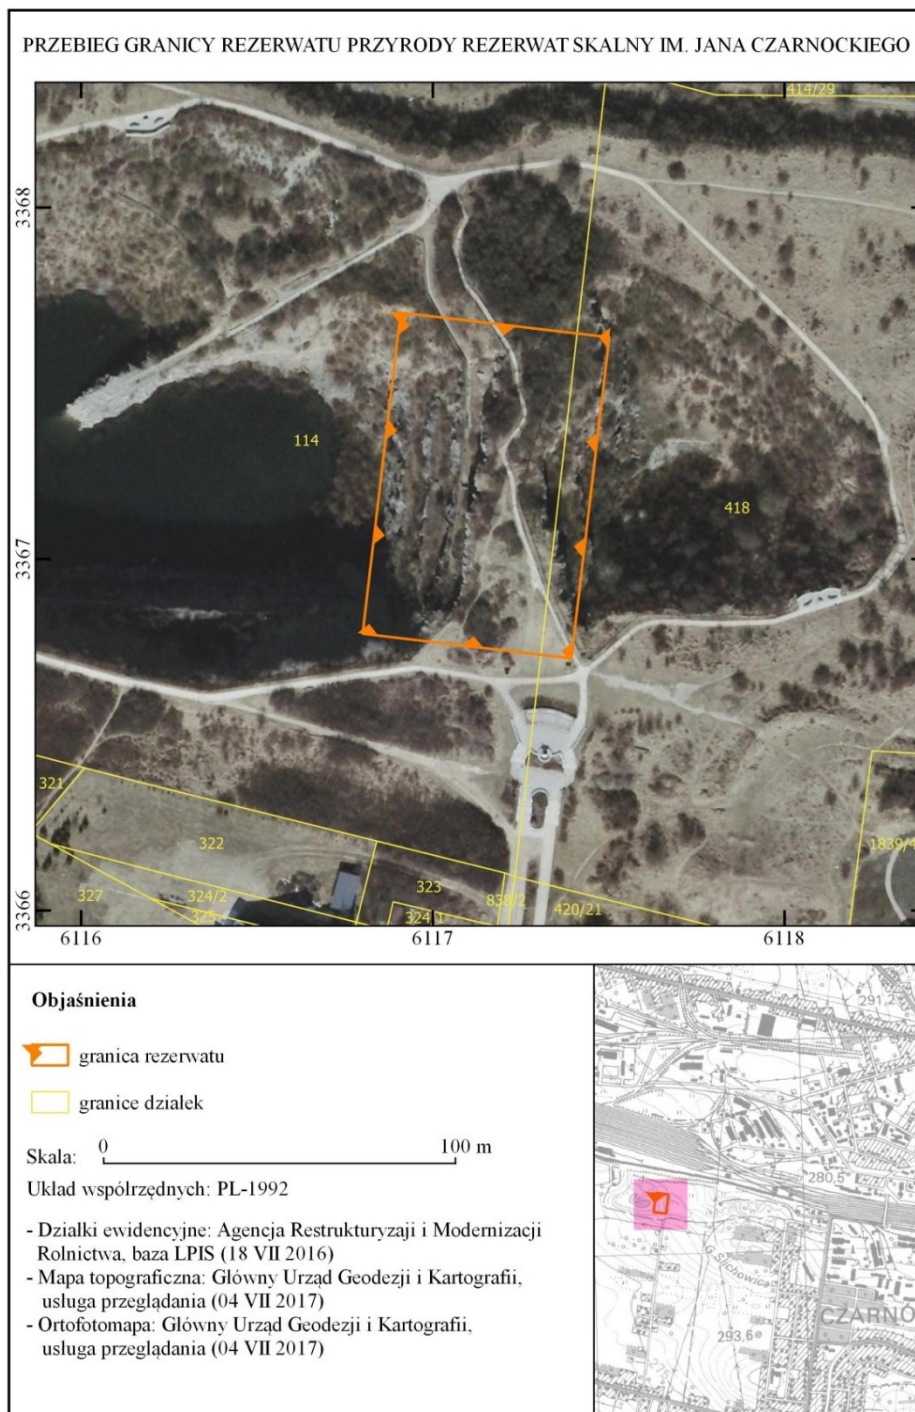 PRZEBIEG GRANICY REZERWATU PRZYRODY REZERWAT SKALNY IM. JANA CZARNOCKIEGO
414/29
3368
114
418
3367
321
322
323
1839/4
327
324/2
325
324/1
838/2
420/21
3366
6116
6117
6118
Objaśnienia
granica rezerwatu
granice działek
Skala:
0
100 m
Układ współrzędnych: PL-1992
- Działki ewidencyjne: Agencja Restrukturyzaji i Modernizacji
Rolnictwa, baza LPIS (18 VII 2016)
- Mapa topograficzna: Główny Urząd Geodezji i Kartografii,
usługa przeglądania (04 VII 2017)
- Ortofotomapa: Główny Urząd Geodezji i Kartografii,
usługa przeglądania (04 VII 2017)
291,2
280,5
G. Ślichowica
293,6
CZARNÓ